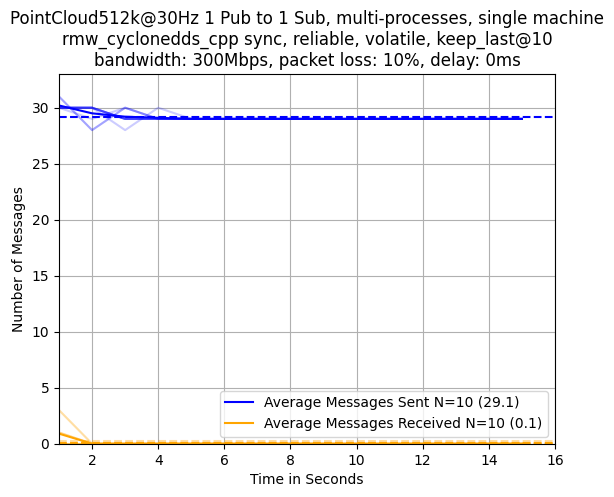 PointCloud512k@30Hz 1 Pub to 1 Sub, multi-processes, single machine
rmw_cyclonedds_cpp sync, reliable, volatile, keep_last@10
bandwidth: 300Mbps, packet loss: 10%, delay: 0ms
Number of Messages
30
25
20
15
10
5
0
Average Messages Sent N=10 (29.1)
Average Messages Received N=10 (0.1)
2 4 6 8 10 12 14 16
Time in Seconds